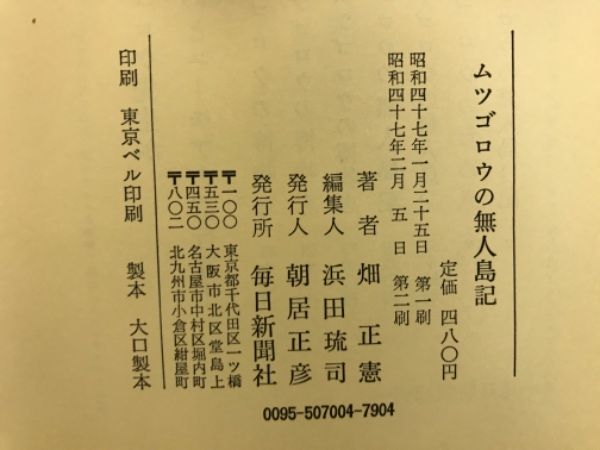 ムツゴロウの無人島記
定価 四八〇円
昭和四十七年一月二十五日 第一刷
昭和四十七年二月 五 日 第二刷
著者 畑 正憲
編集人 浜田琉司
発行人 朝居正彦
発行所 毎日新聞社
〒一〇〇 東京都千代田区一ツ橋
〒五三〇 大阪市北区堂島上
〒四五〇 名古屋市中村区堀内町
〒八〇二 北九州市小倉区紺屋町
印刷 東京ベル印刷 製本 大口製本
0095-507004-7904